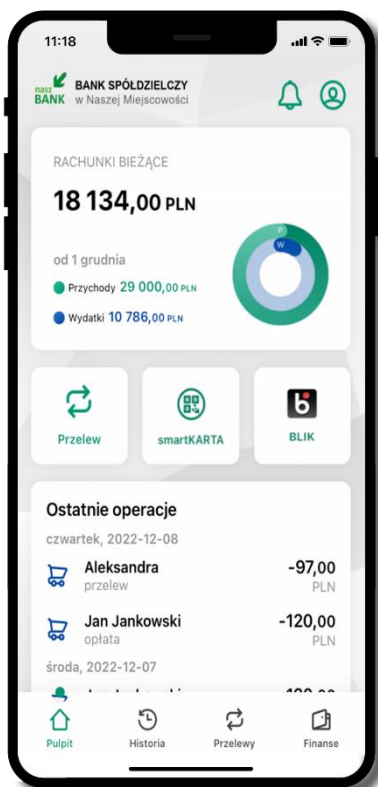 11:18
nasz
BANK
BANK SPÓŁDZIELCZY
w Naszej Miejscowości
RACHUNKI BIEŻĄCE
18 134,00 PLN
od 1 grudnia
Przychody 29 000,00 PLN
Wydatki 10 786,00 PLN
P
W
Przelew
smartKARTA
BLIK
Ostatnie operacje
czwartek, 2022-12-08
Aleksandra
-97,00
przelew
PLN
Jan Jankowski
-120,00
opłata
PLN
środa, 2022-12-07
Pulpit
Historia
Przelewy
Finanse